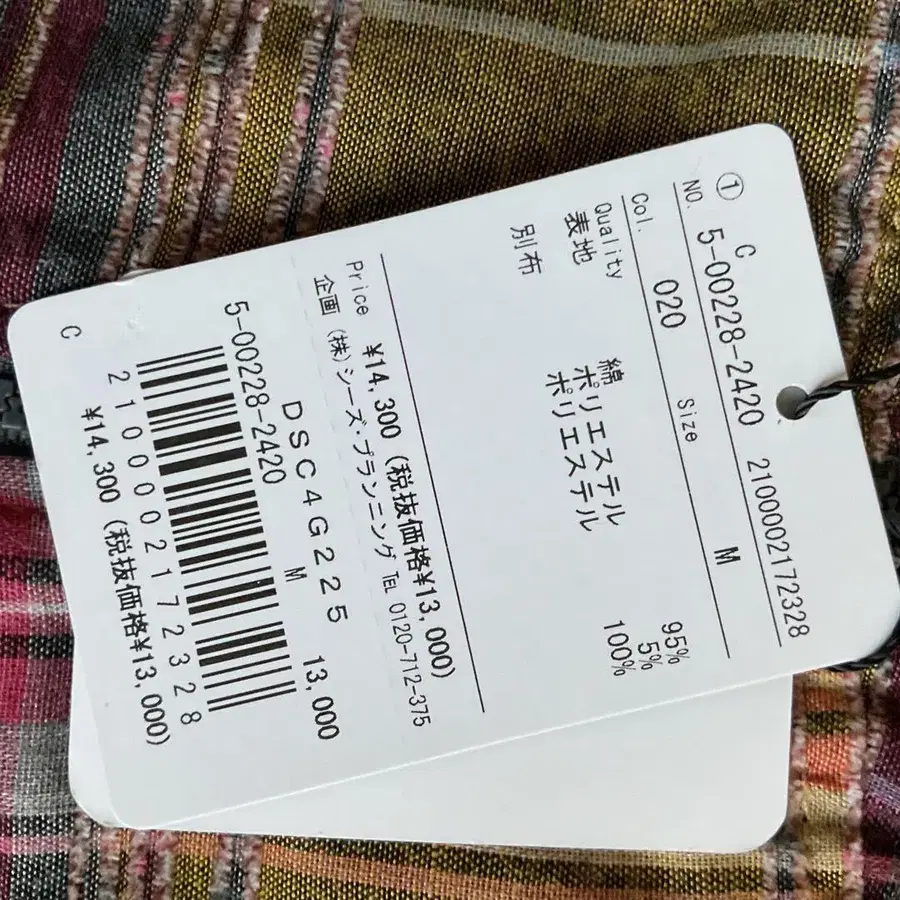 ① C
NO. 5-00228-2420 2100002172328
Col. 020 Size M
Quality
表地 綿 95%
ポリエステル 5%
別布 ポリエステル 100%
Price ¥14,300 (税抜価格¥13,000)
企画 (株)シーズ・プランニング TEL 0120-712-375
DSC4G225 13,000
5-00228-2420 M
2100002172328
¥14,300 (税抜価格¥13,000)
C